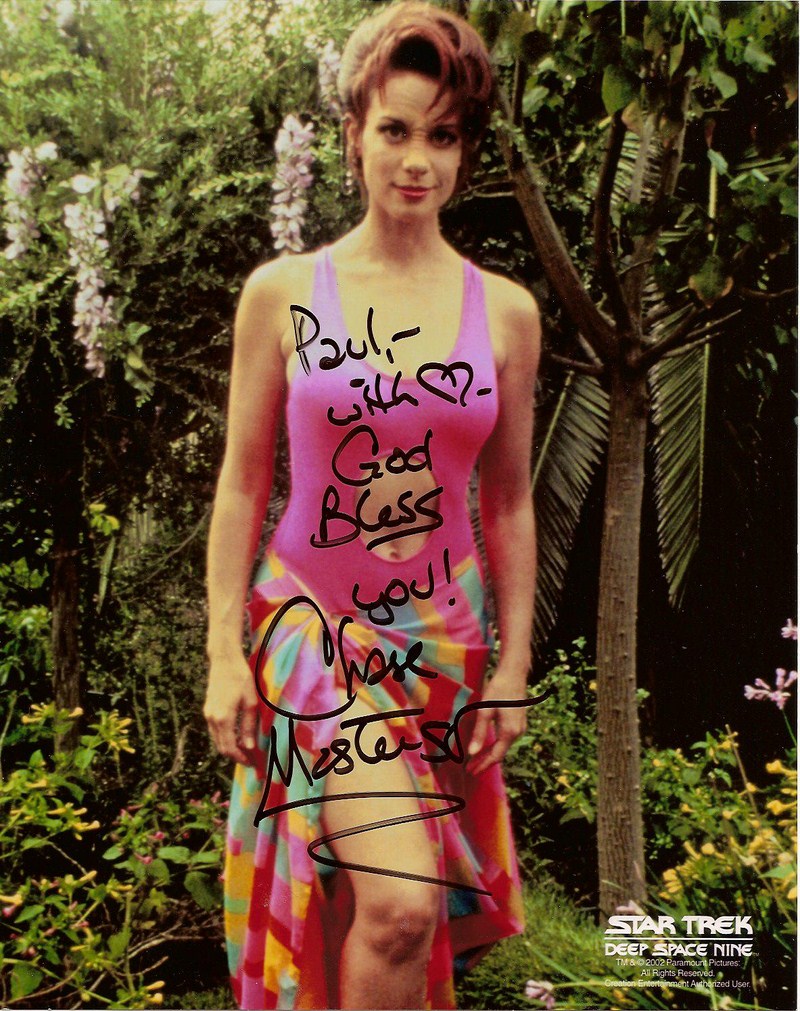 Paul,-
with ♡-
God
Bless
you!
Chase
Masterson
STAR TREK
DEEP SPACE NINE™
TM & © 2002 Paramount Pictures.
All Rights Reserved.
Creation Entertainment Authorized User.